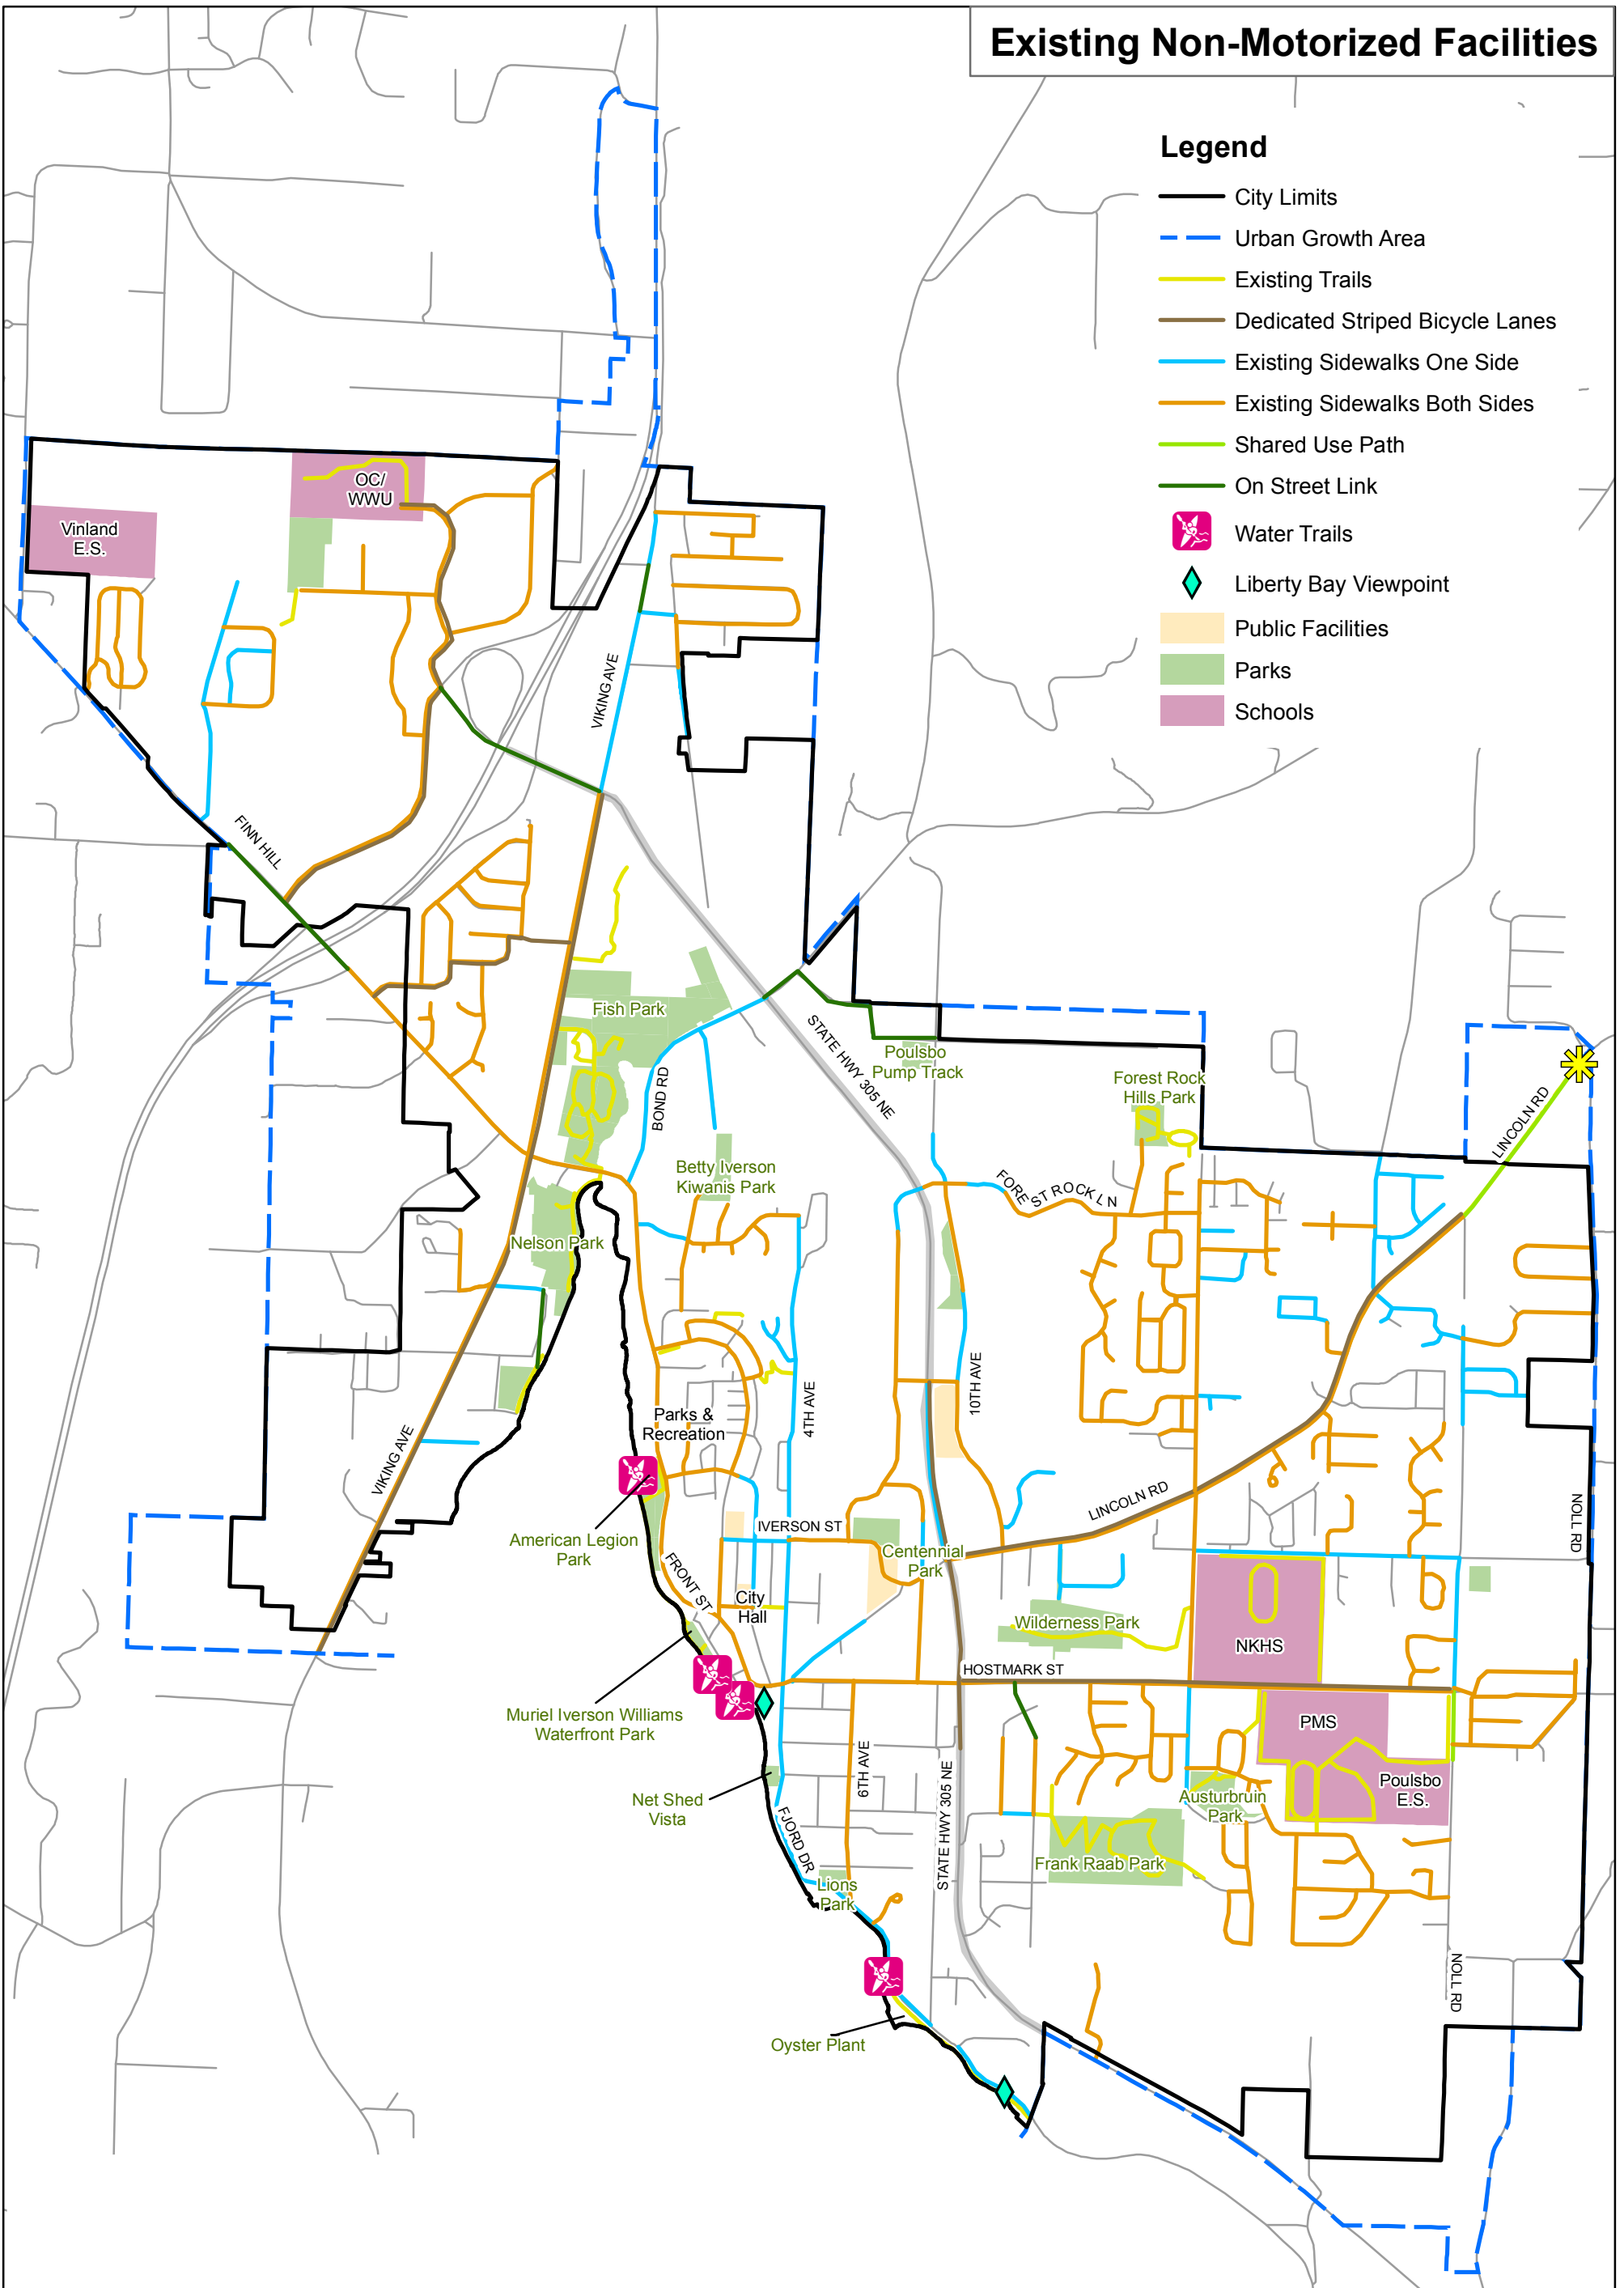 Existing Non-Motorized Facilities
Legend
City Limits
Urban Growth Area
Existing Trails
Dedicated Striped Bicycle Lanes
Existing Sidewalks One Side
Existing Sidewalks Both Sides
Shared Use Path
On Street Link
Water Trails
Liberty Bay Viewpoint
Public Facilities
Parks
Schools
OC/
WWU
Vinland
E.S.
VIKING AVE
FINN HILL
Fish Park
STATE HWY 305 NE
Poulsbo
Pump Track
Forest Rock
Hills Park
LINCOLN RD
BOND RD
Betty Iverson
Kiwanis Park
FOREST ROCK LN
Nelson Park
10TH AVE
4TH AVE
Parks &
Recreation
VIKING AVE
LINCOLN RD
NOLL RD
IVERSON ST
American Legion
Park
Centennial
Park
FRONT ST
City
Hall
Wilderness Park
NKHS
HOSTMARK ST
Muriel Iverson Williams
Waterfront Park
PMS
6TH AVE
STATE HWY 305 NE
Poulsbo
E.S.
Austurbruin
Park
Net Shed
Vista
FJORD DR
Frank Raab Park
Lions
Park
NOLL RD
Oyster Plant